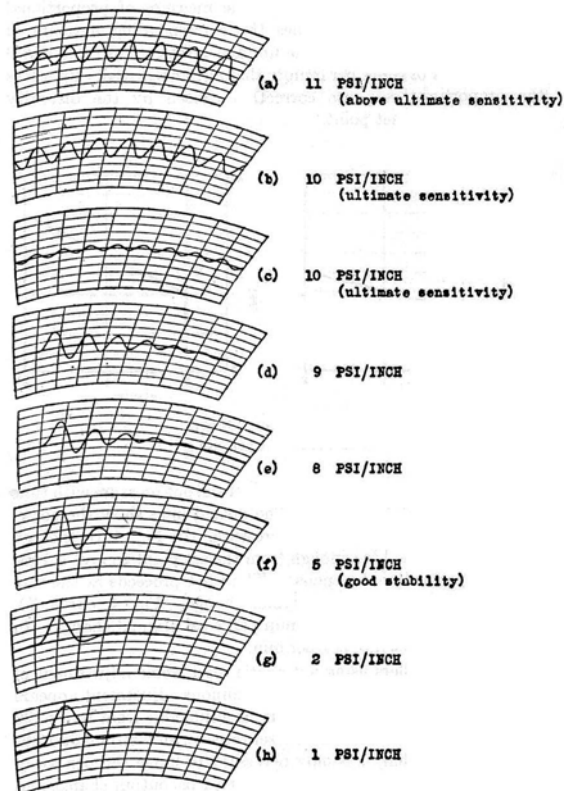 (a) 11 PSI/INCH
(above ultimate sensitivity)
(b) 10 PSI/INCH
(ultimate sensitivity)
(c) 10 PSI/INCH
(ultimate sensitivity)
(d) 9 PSI/INCH
(e) 8 PSI/INCH
(f) 5 PSI/INCH
(good stability)
(g) 2 PSI/INCH
(h) 1 PSI/INCH